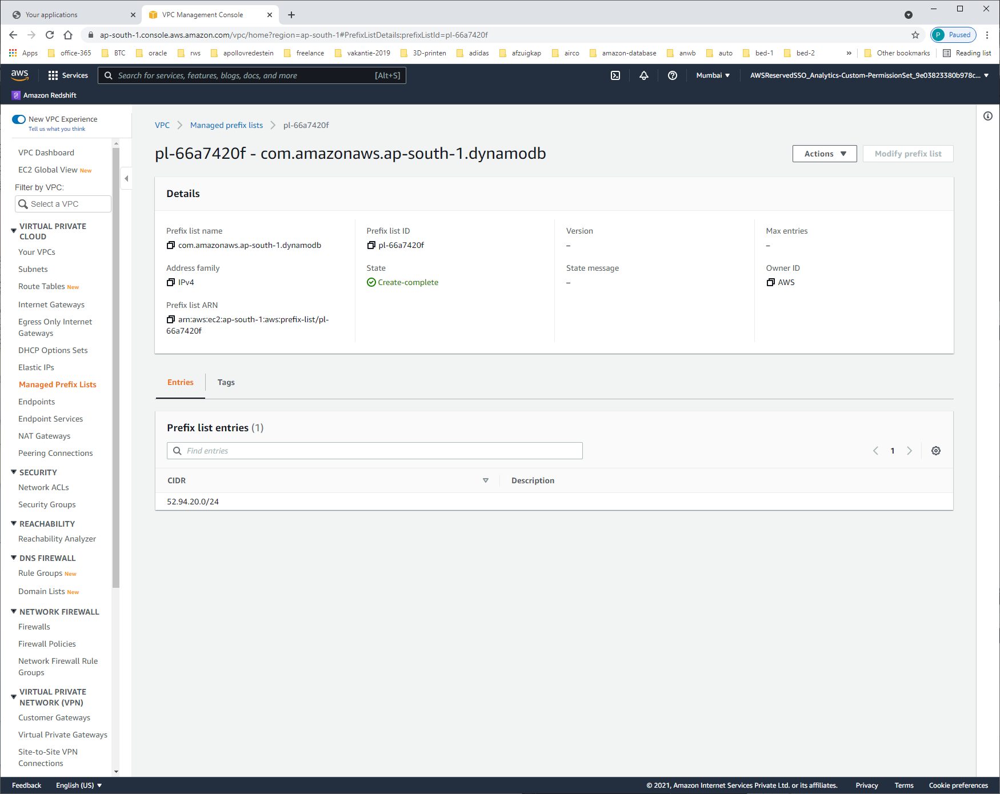 Your applications
VPC Management Console
ap-south-1.console.aws.amazon.com/vpc/home?region=ap-south-1#PrefixListDetails:prefixListId=pl-66a7420f
P Paused
Apps office-365 BTC oracle rws apollovredestein freelance vakantie-2019 3D-printen adidas afzuigkap airco amazon-database anwb auto bed-1 bed-2 » Other bookmarks Reading list
aws Services Search for services, features, blogs, docs, and more [Alt+S] Mumbai AWSReservedSSO_Analytics-Custom-PermissionSet_9e03823380b978c...
Amazon Redshift
New VPC Experience
Tell us what you think
VPC Dashboard
EC2 Global View New
Filter by VPC:
Select a VPC
VIRTUAL PRIVATE
CLOUD
Your VPCs
Subnets
Route Tables New
Internet Gateways
Egress Only Internet
Gateways
DHCP Options Sets
Elastic IPs
Managed Prefix Lists
Endpoints
Endpoint Services
NAT Gateways
Peering Connections
SECURITY
Network ACLs
Security Groups
REACHABILITY
Reachability Analyzer
DNS FIREWALL
Rule Groups New
Domain Lists New
NETWORK FIREWALL
Firewalls
Firewall Policies
Network Firewall Rule
Groups
VIRTUAL PRIVATE
NETWORK (VPN)
Customer Gateways
Virtual Private Gateways
Site-to-Site VPN
Connections
VPC Managed prefix lists pl-66a7420f
pl-66a7420f - com.amazonaws.ap-south-1.dynamodb
Actions
Modify prefix list
Details
Prefix list name
com.amazonaws.ap-south-1.dynamodb
Address family
IPv4
Prefix list ARN
arn:aws:ec2:ap-south-1:aws:prefix-list/pl-
66a7420f
Prefix list ID
pl-66a7420f
State
Create-complete
Version
–
State message
–
Max entries
–
Owner ID
AWS
Entries
Tags
Prefix list entries (1)
Find entries
1
CIDR
Description
52.94.20.0/24
Feedback English (US) © 2021, Amazon Internet Services Private Ltd. or its affiliates. Privacy Terms Cookie preferences